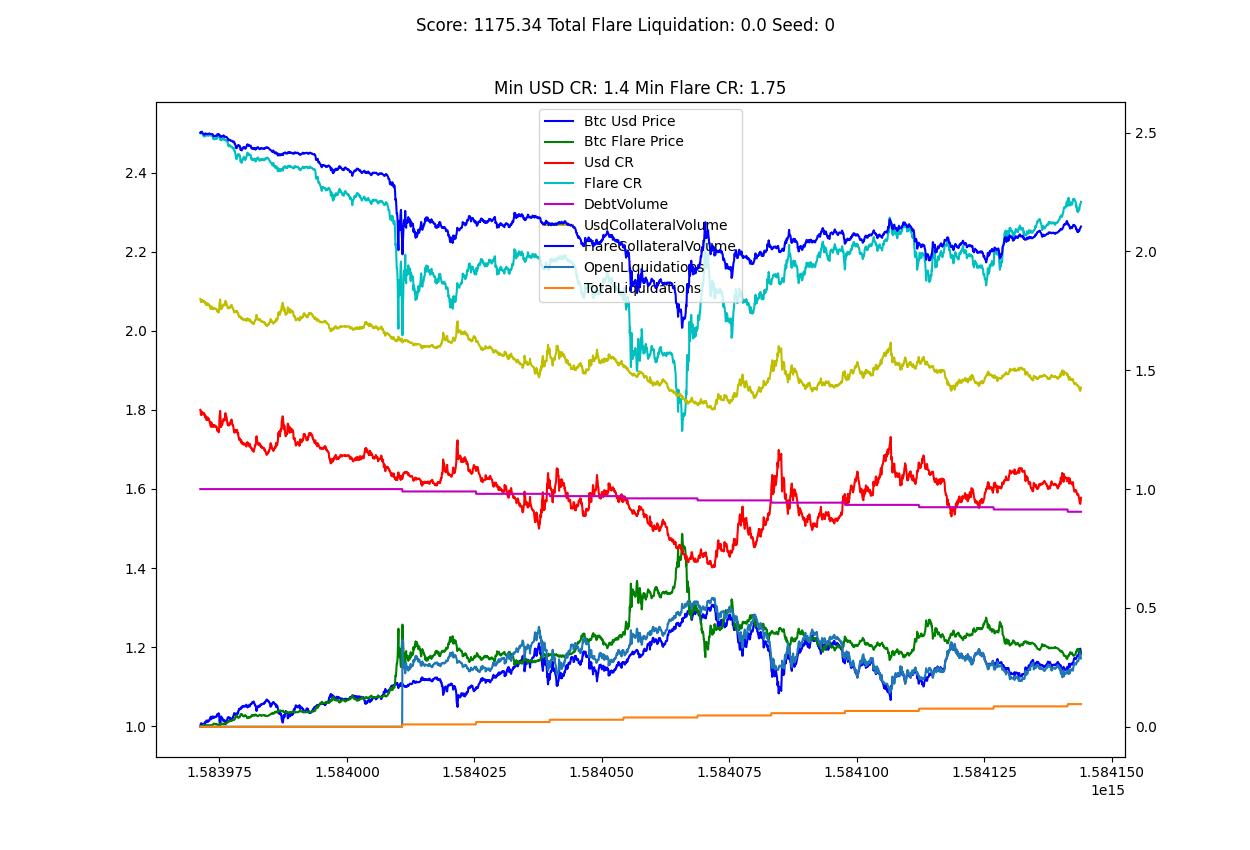 Score: 1175.34 Total Flare Liquidation: 0.0 Seed: 0
Min USD CR: 1.4 Min Flare CR: 1.75
Btc Usd Price
Btc Flare Price
Usd CR
Flare CR
DebtVolume
UsdCollateralVolume
FlareCollateralVolume
OpenLiquidations
TotalLiquidations
2.4
2.2
2.0
1.8
1.6
1.4
1.2
1.0
2.5
2.0
1.5
1.0
0.5
0.0
1.583975 1.584000 1.584025 1.584050 1.584075 1.584100 1.584125 1.584150
1e15